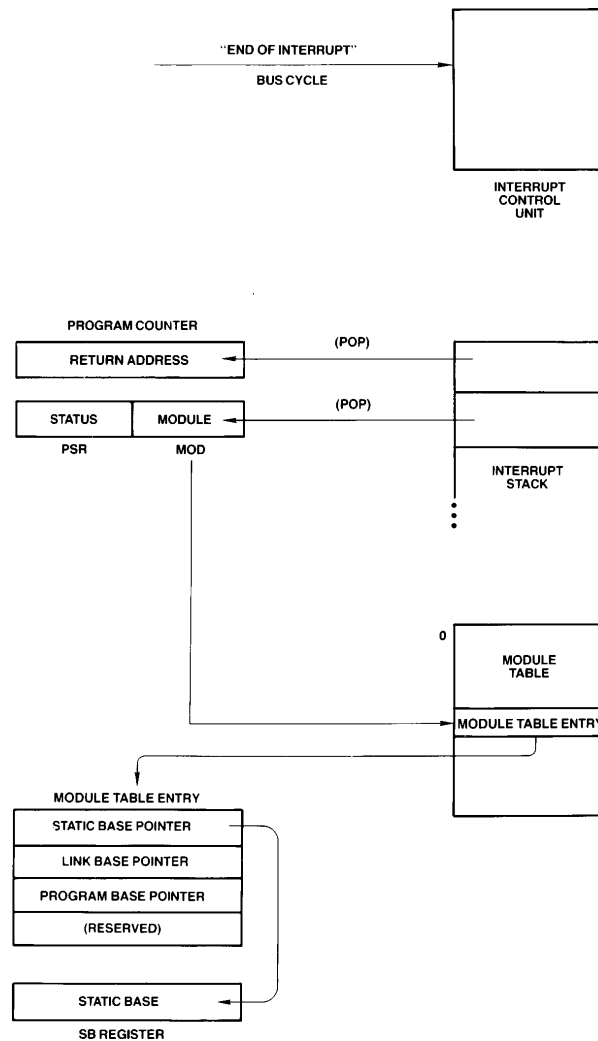 "END OF INTERRUPT"
BUS CYCLE
INTERRUPT
CONTROL
UNIT
PROGRAM COUNTER
RETURN ADDRESS
(POP)
STATUS
MODULE
(POP)
PSR
MOD
INTERRUPT
STACK
0
MODULE
TABLE
MODULE TABLE ENTRY
MODULE TABLE ENTRY
STATIC BASE POINTER
LINK BASE POINTER
PROGRAM BASE POINTER
(RESERVED)
STATIC BASE
SB REGISTER